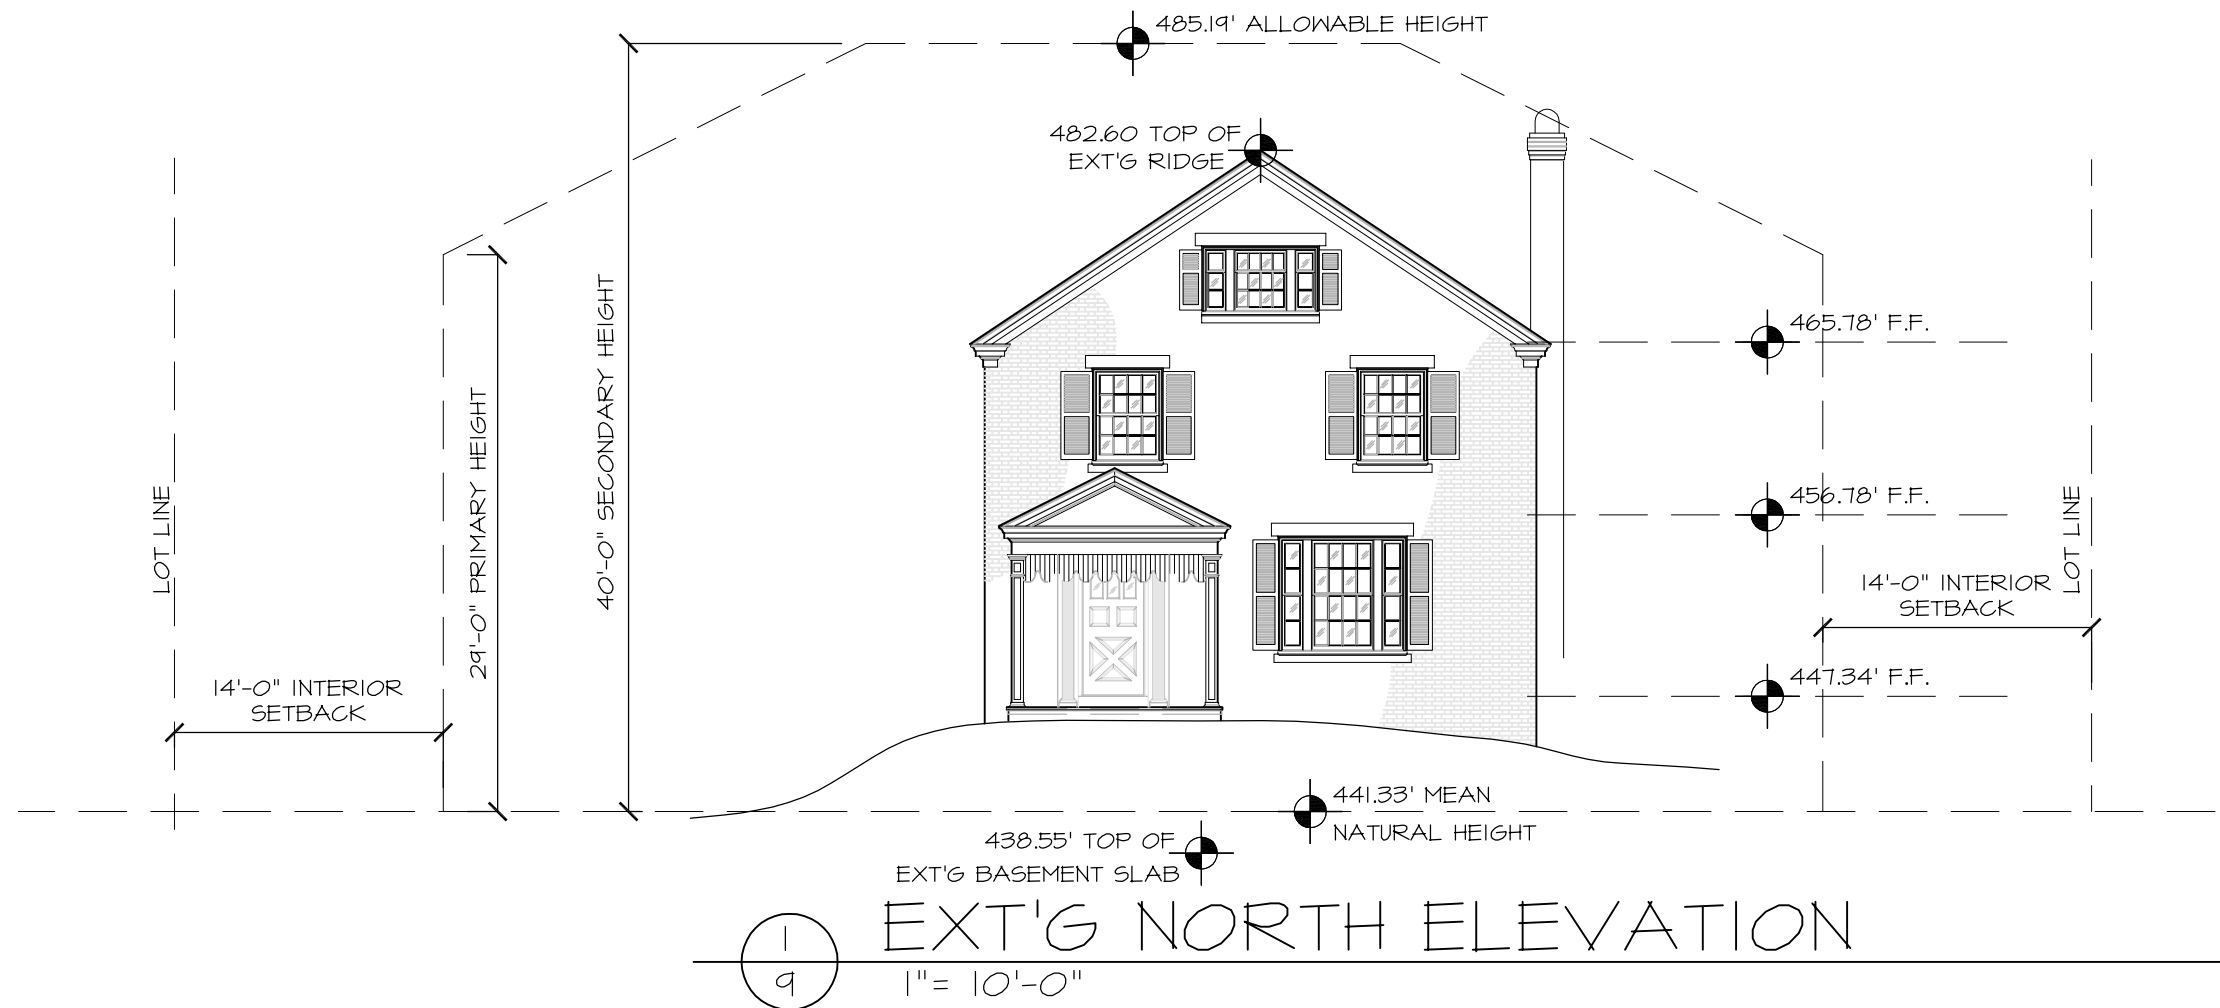 485.19' ALLOWABLE HEIGHT
482.60 TOP OF
EXT'G RIDGE
465.78' F.F.
456.78' F.F.
447.34' F.F.
LOT LINE
29'-0" PRIMARY HEIGHT
40'-0" SECONDARY HEIGHT
LOT LINE
14'-0" INTERIOR
SETBACK
14'-0" INTERIOR
SETBACK
441.33' MEAN
NATURAL HEIGHT
438.55' TOP OF
EXT'G BASEMENT SLAB
1
9
EXT'G NORTH ELEVATION
1"= 10'-0"